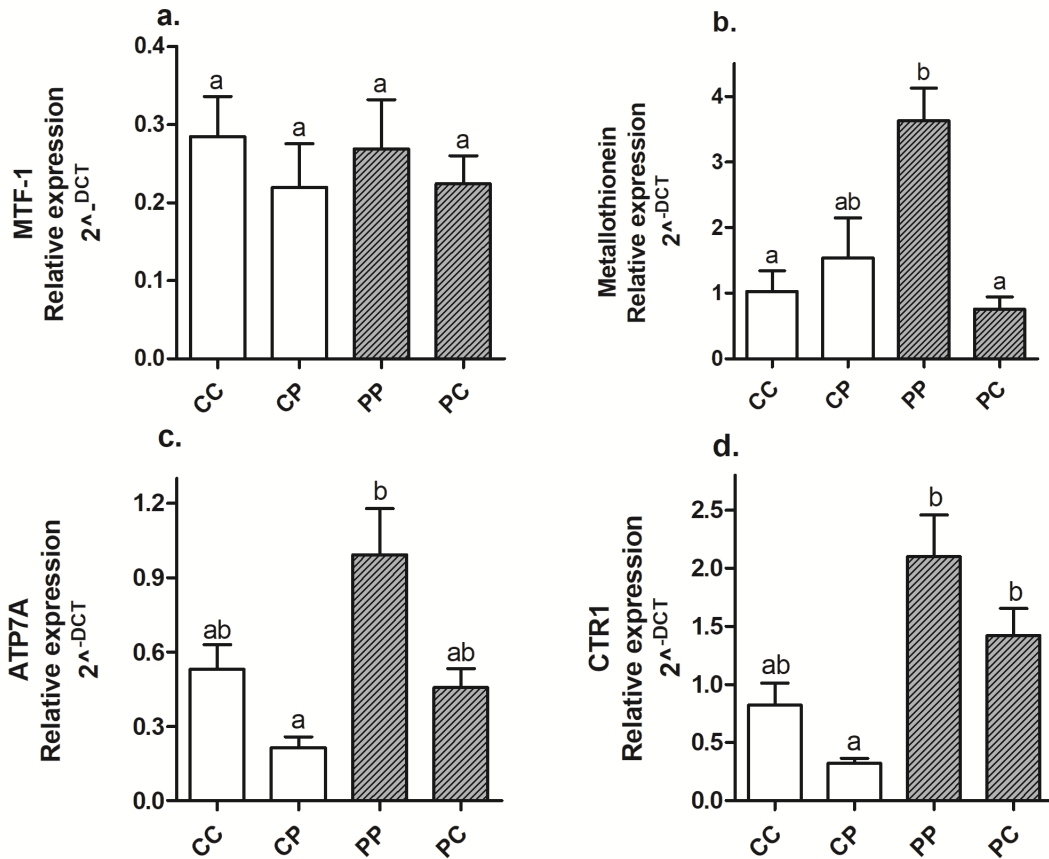 a.
MTF-1
Relative expression
2^-DCT
0.4
0.3
0.2
0.1
0.0
a
a
a
a
CC
CP
PP
PC
b.
Metallothionein
Relative expression
2^-DCT
4
3
2
1
0
a
ab
b
a
CC
CP
PP
PC
c.
ATP7A
Relative expression
2^-DCT
1.2
0.9
0.6
0.3
0.0
ab
a
b
ab
CC
CP
PP
PC
d.
CTR1
Relative expression
2^-DCT
2.5
2.0
1.5
1.0
0.5
0.0
ab
a
b
b
CC
CP
PP
PC